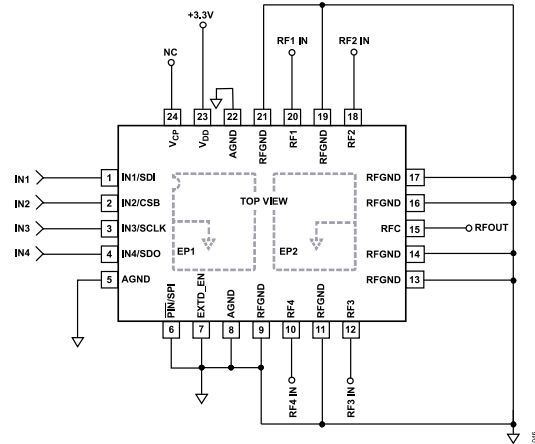 +3.3V
NC
RF1 IN
RF2 IN
24
23
22
21
20
19
18
VCP
VDD
AGND
RFGND
RF1
RFGND
RF2
IN1
1
IN1/SDI
IN2
2
IN2/CSB
IN3
3
IN3/SCLK
IN4
4
IN4/SDO
5
AGND
TOP VIEW
EP1
EP2
RFGND
17
RFGND
16
RFC
15
RFOUT
RFGND
14
RFGND
13
PIN/SPI
EXTD_EN
AGND
RFGND
RF4
RFGND
RF3
6
7
8
9
10
11
12
RF4 IN
RF3 IN